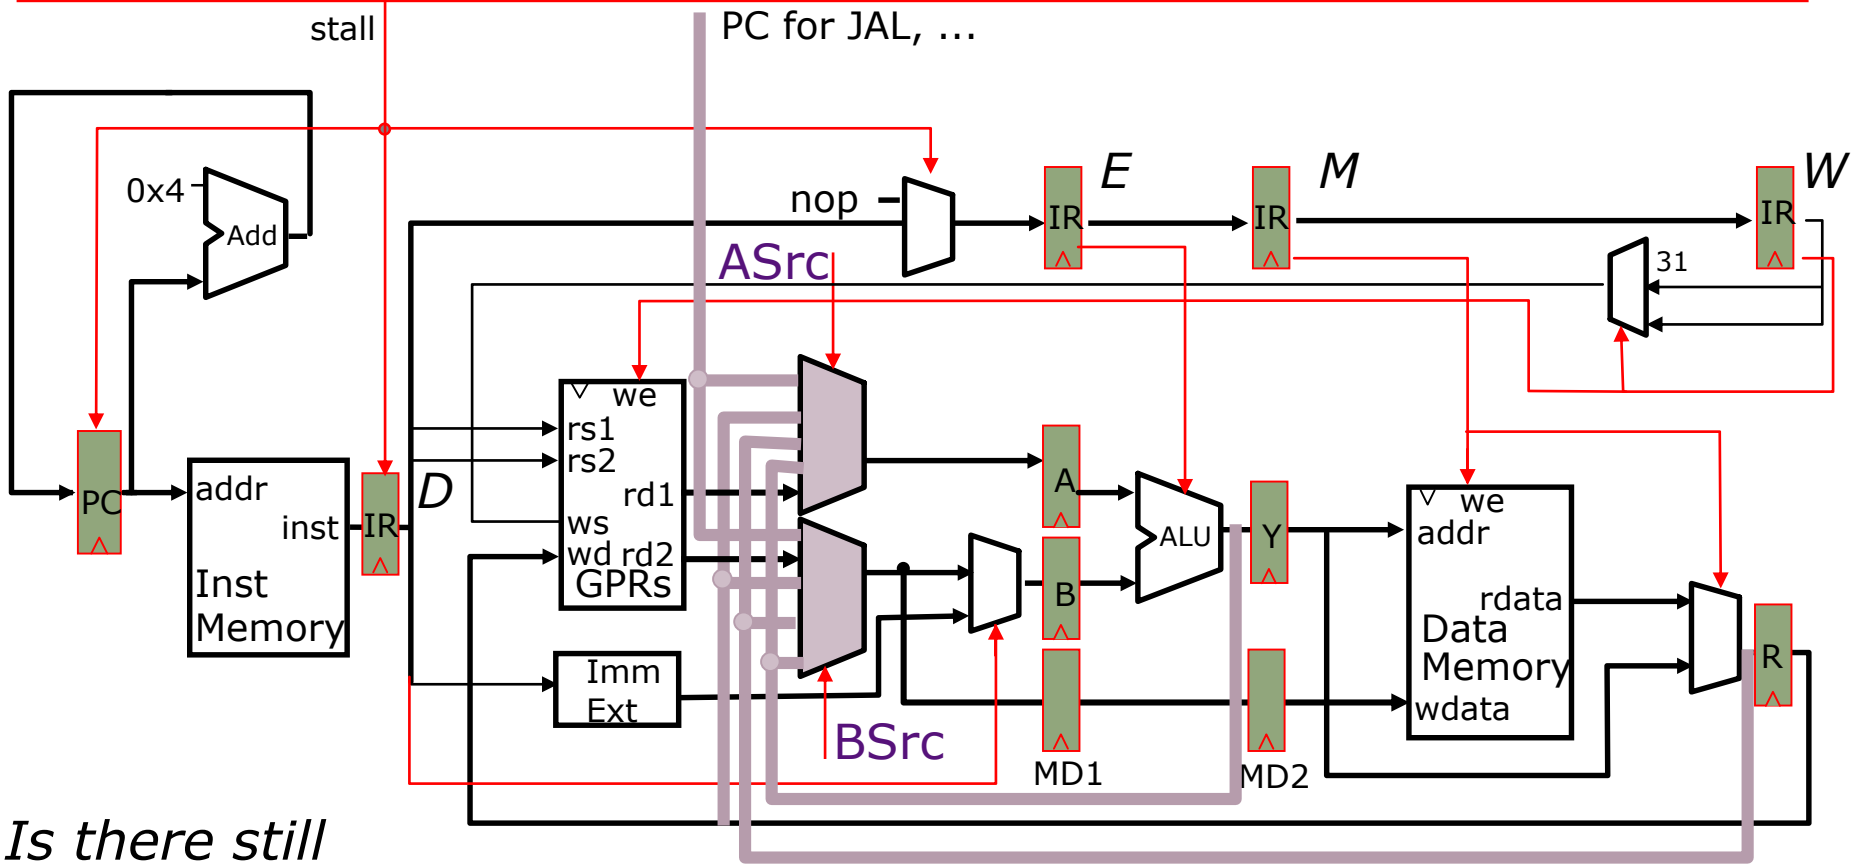 stall
PC for JAL, ...
0x4
Add
nop
IR
E
IR
M
IR
W
31
ASrc
we
rs1
rs2
rd1
ws
wd rd2
GPRs
PC
addr
inst
Inst
Memory
IR
D
A
B
ALU
Y
we
addr
rdata
Data
Memory
wdata
R
Imm
Ext
BSrc
MD1
MD2
Is there still